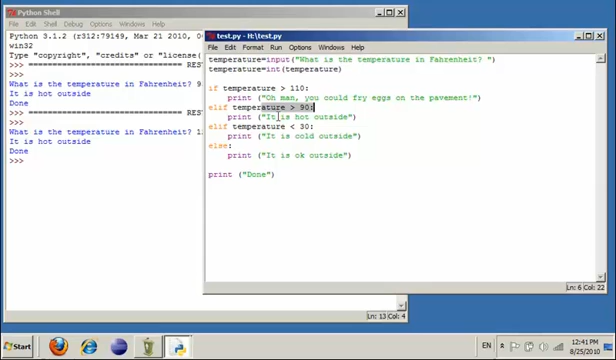 Python Shell
File Edit Shell Debug Options
Python 3.1.2 (r312:79149, Mar 21 2010,
win32
Type "copyright", "credits" or "license(
>>> ================================ RES
>>>
What is the temperature in Fahrenheit? 9
It is hot outside
Done
>>> ================================ RES
>>>
What is the temperature in Fahrenheit? 1
It is hot outside
Done
>>>
Ln: 13 Col: 4
test.py - H:\test.py
File Edit Format Run Options Windows Help
temperature=input("What is the temperature in Fahrenheit? ")
temperature=int(temperature)
if temperature > 110:
print ("Oh man, you could fry eggs on the pavement!")
elif temperature > 90:
print ("It is hot outside")
elif temperature < 30:
print ("It is cold outside")
else:
print ("It is ok outside")
print ("Done")
Ln: 6 Col: 22
Start
EN
12:41 PM
8/25/2010